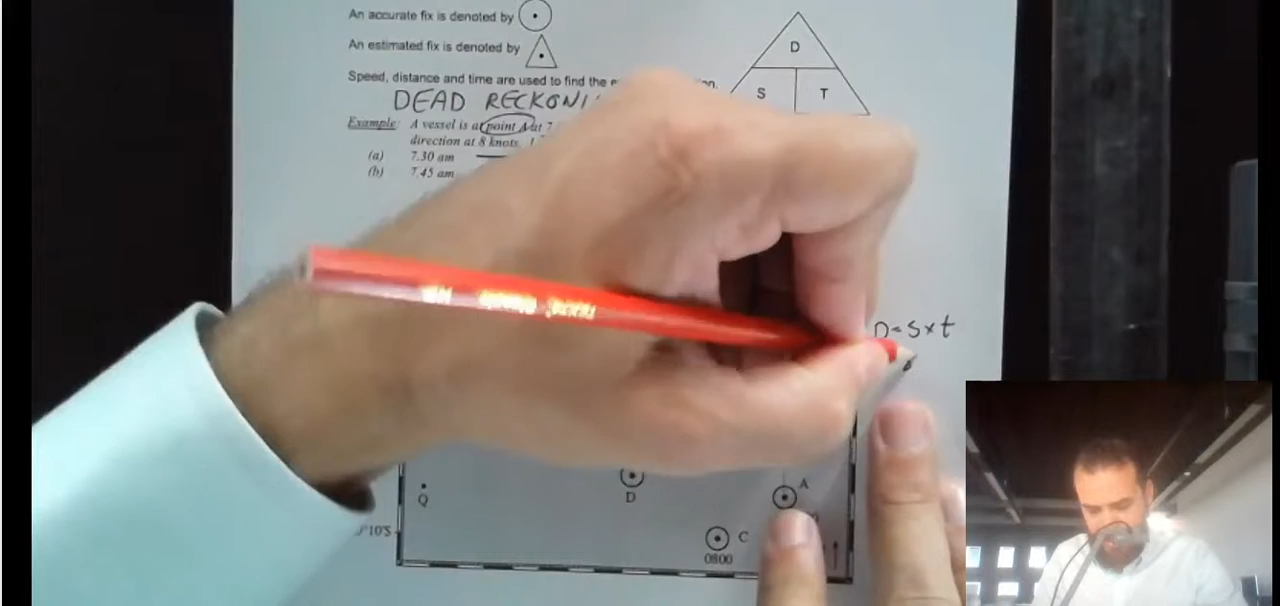 An accurate fix is denoted by
An estimated fix is denoted by
D
S T
Speed, distance and time are used to find the
DEAD
Example: A vessel is at point A at 7
direction at 8 knots.
(a) 7.30 am
(b) 7.45 am
D=S×t
Q
D
A
C
0800